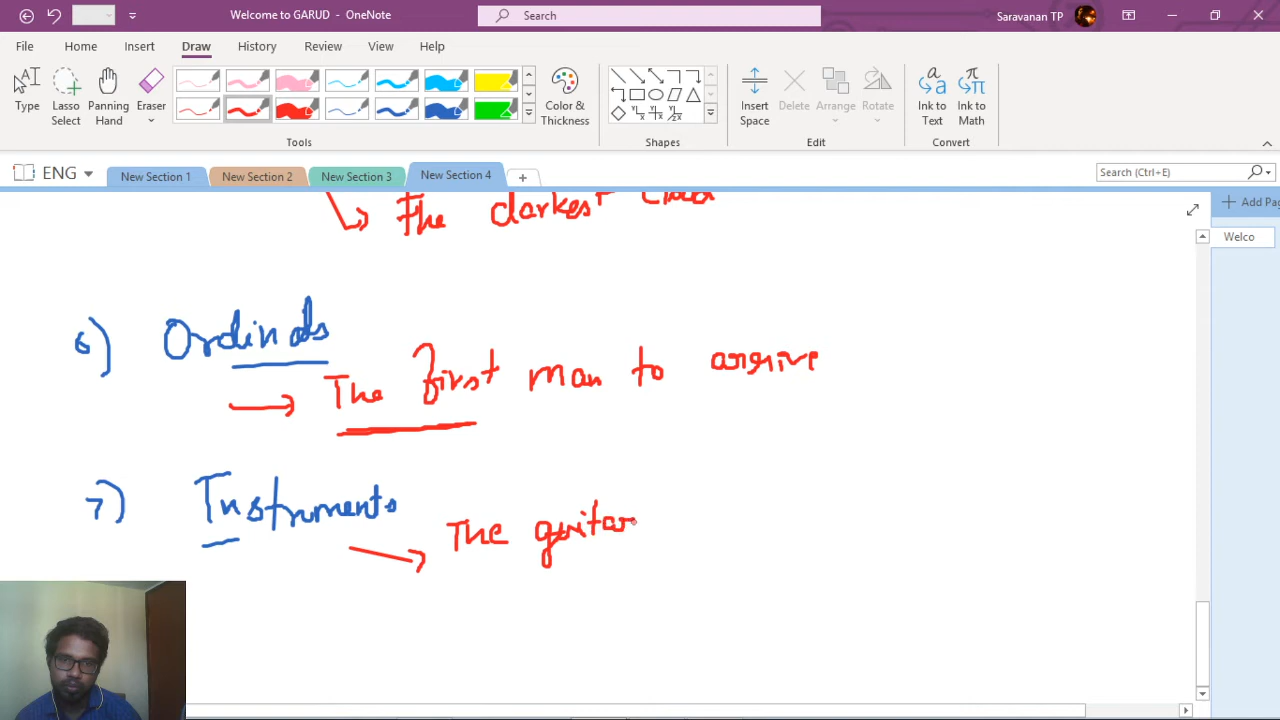 Welcome to GARUD - OneNote
Search
Saravanan TP
File Home Insert Draw History Review View Help
Type
Lasso Select
Panning Hand
Eraser
Color & Thickness
Insert Space
Delete
Arrange
Rotate
Ink to Text
Ink to Math
Tools
Shapes
Edit
Convert
ENG
New Section 1
New Section 2
New Section 3
New Section 4
Search (Ctrl+E)
Add Pag
Welco
The darkest cloud
6) Ordinals
The first man to arrive
7) Instruments
The guitar